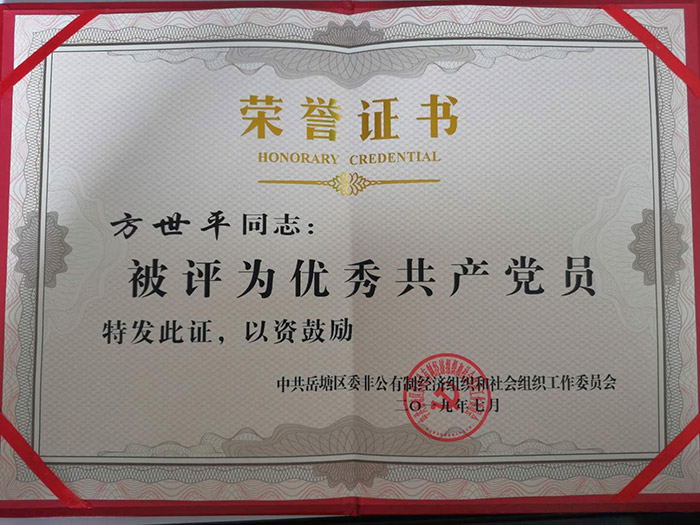 荣誉证书
HONORARY CREDENTIAL
方世平同志：
被评为优秀共产党员
特发此证，以资鼓励
中共岳塘区委非公有制经济组织和社会组织工作委员会
二〇一九年七月